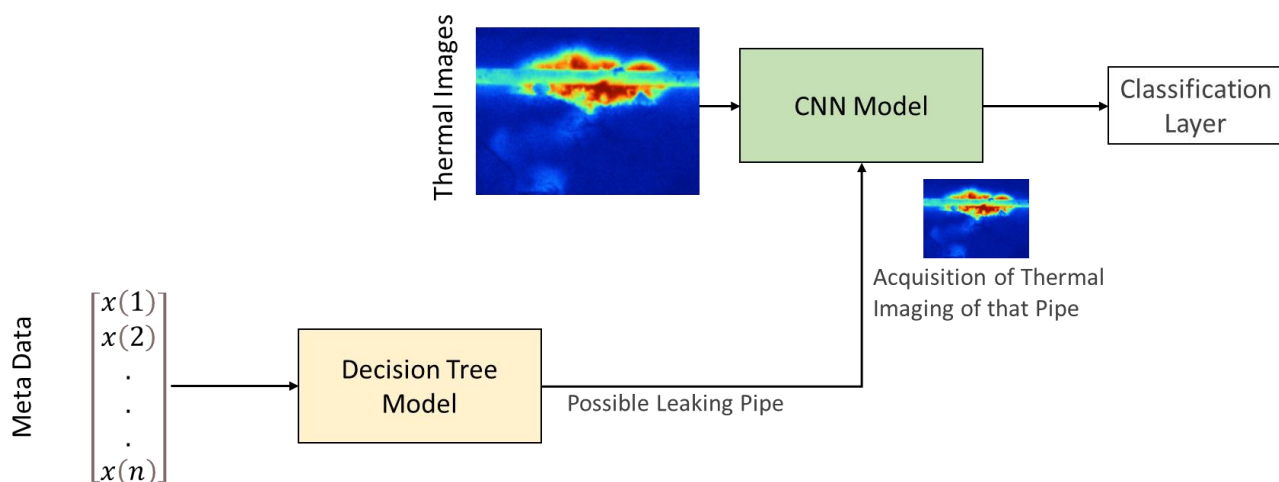 Thermal Images
CNN Model
Classification
Layer
Acquisition of Thermal
Imaging of that Pipe
Meta Data
x(1)
x(2)
.
.
.
x(n)
Decision Tree
Model
Possible Leaking Pipe